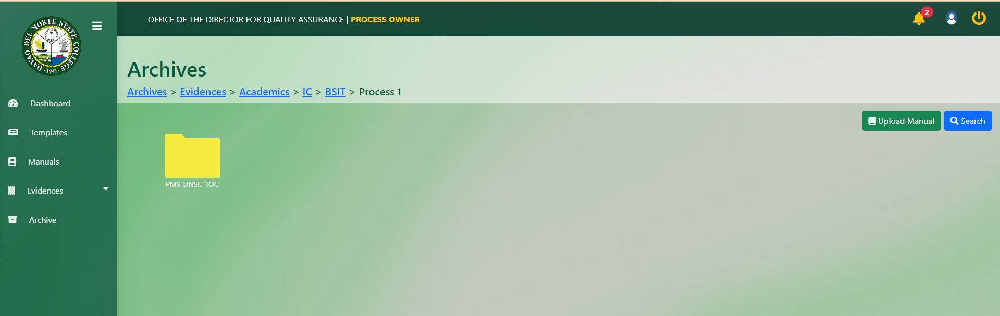 DAVAO DEL NORTE STATE COLLEGE
· 1995 ·
OFFICE OF THE DIRECTOR FOR QUALITY ASSURANCE | PROCESS OWNER
2
Archives
Archives > Evidences > Academics > IC > BSIT > Process 1
Dashboard
Templates
Manuals
Evidences
Archive
Upload Manual
Search
PMS-DNSC-TOC